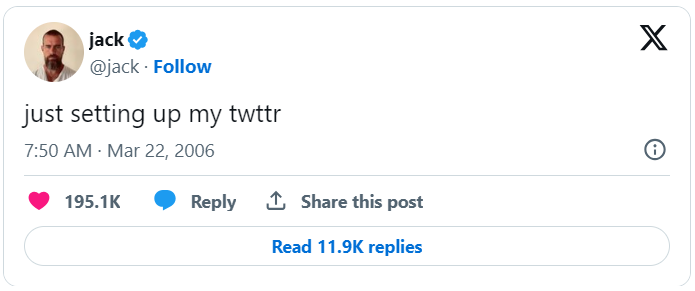 jack
@jack · Follow
just setting up my twttr
7:50 AM · Mar 22, 2006
195.1K Reply Share this post
Read 11.9K replies